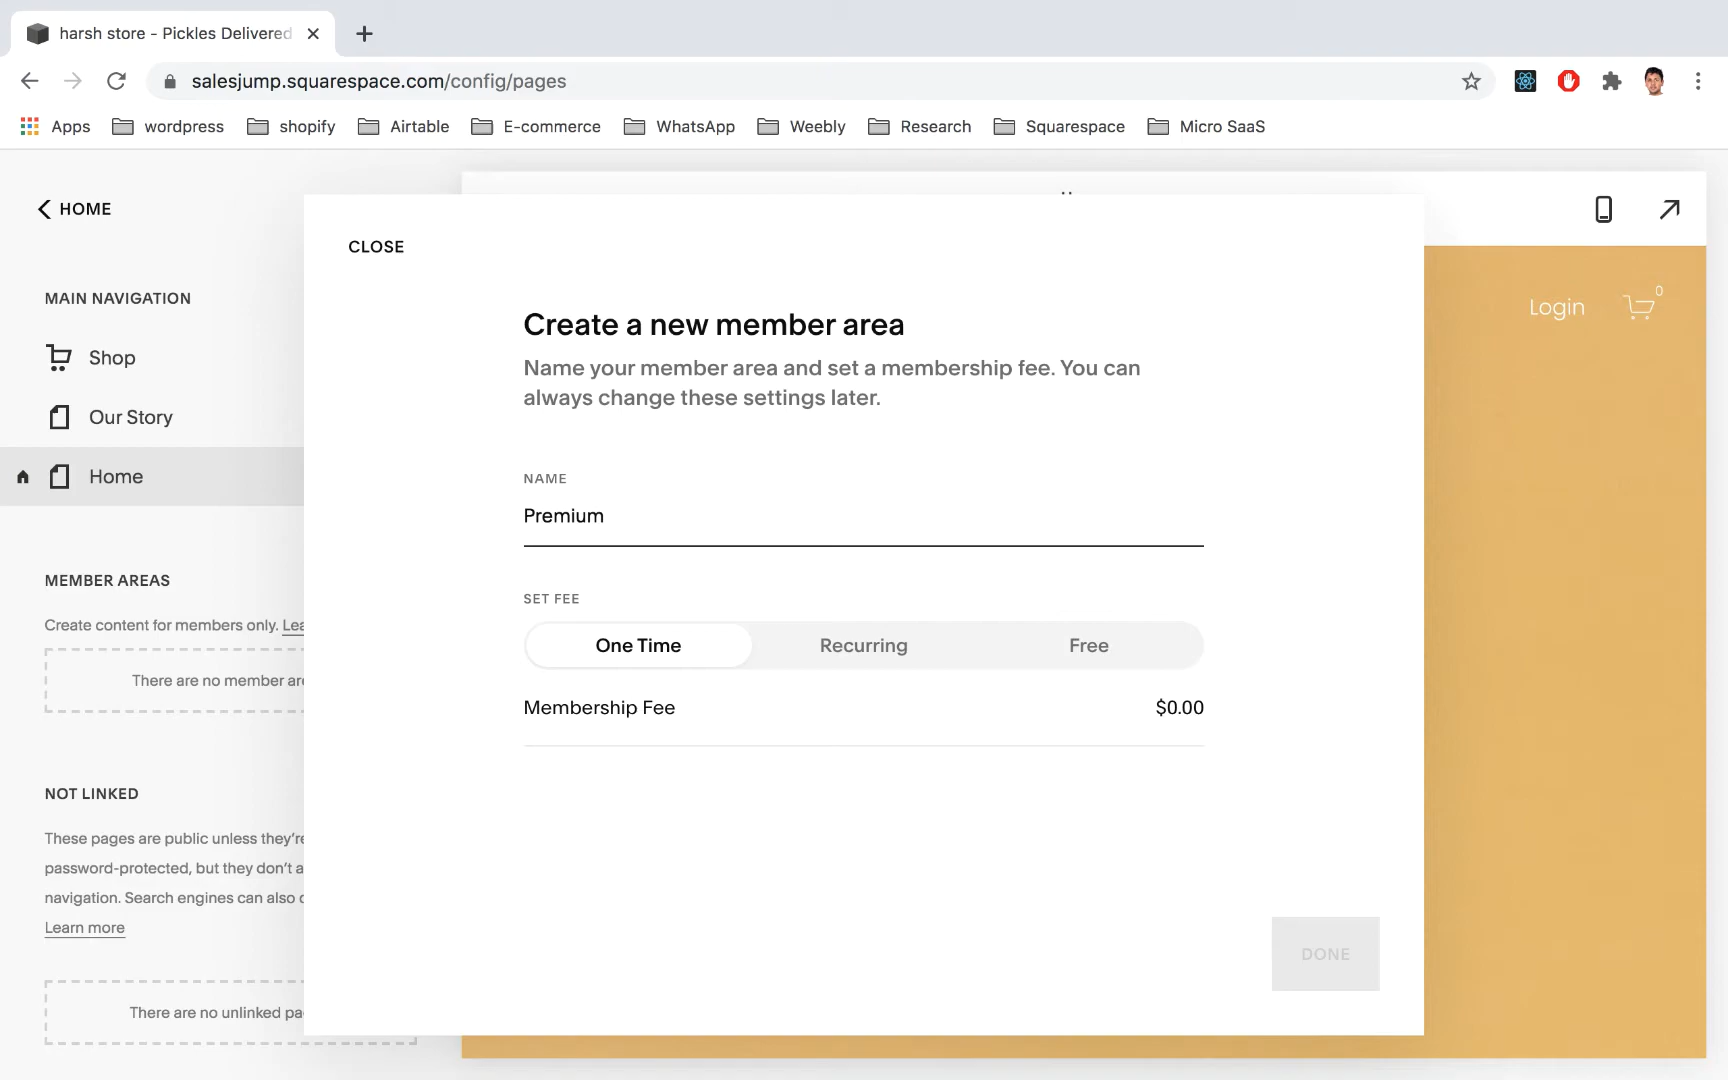 harsh store - Pickles Delivered
salesjump.squarespace.com/config/pages
Apps
wordpress
shopify
Airtable
E-commerce
WhatsApp
Weebly
Research
Squarespace
Micro SaaS
HOME
MAIN NAVIGATION
Shop
Our Story
Home
MEMBER AREAS
Create content for members only.
There are no member
NOT LINKED
These pages are public unless
password-protected, but they don't
navigation. Search engines can also
Learn more
There are no unlinked
CLOSE
Create a new member area
Name your member area and set a membership fee. You can
always change these settings later.
NAME
Premium
SET FEE
One Time
Recurring
Free
Membership Fee
$0.00
DONE
Login
0